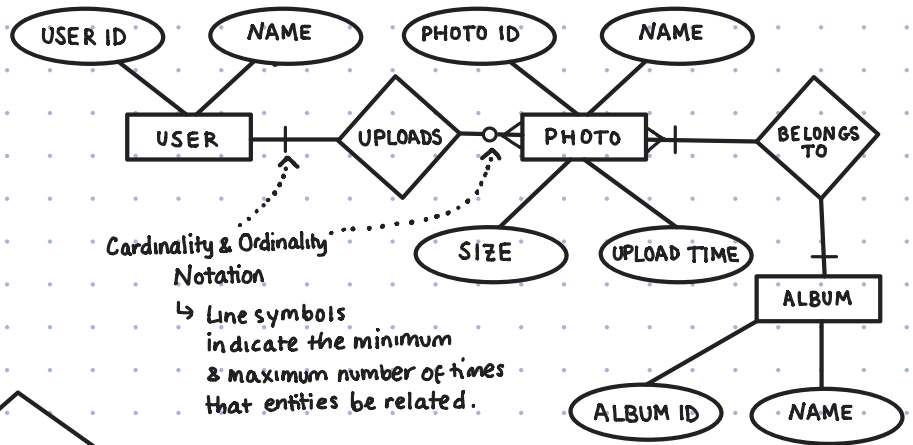 USER ID
NAME
PHOTO ID
NAME
USER
UPLOADS
PHOTO
BELONGS
TO
Cardinality & Ordinality
Notation
SIZE
UPLOAD TIME
ALBUM
↳ Line symbols
indicate the minimum
& maximum number of times
that entities be related.
ALBUM ID
NAME